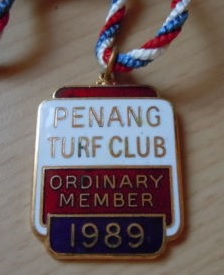 PENANG
TURF CLUB
ORDINARY
MEMBER
1989